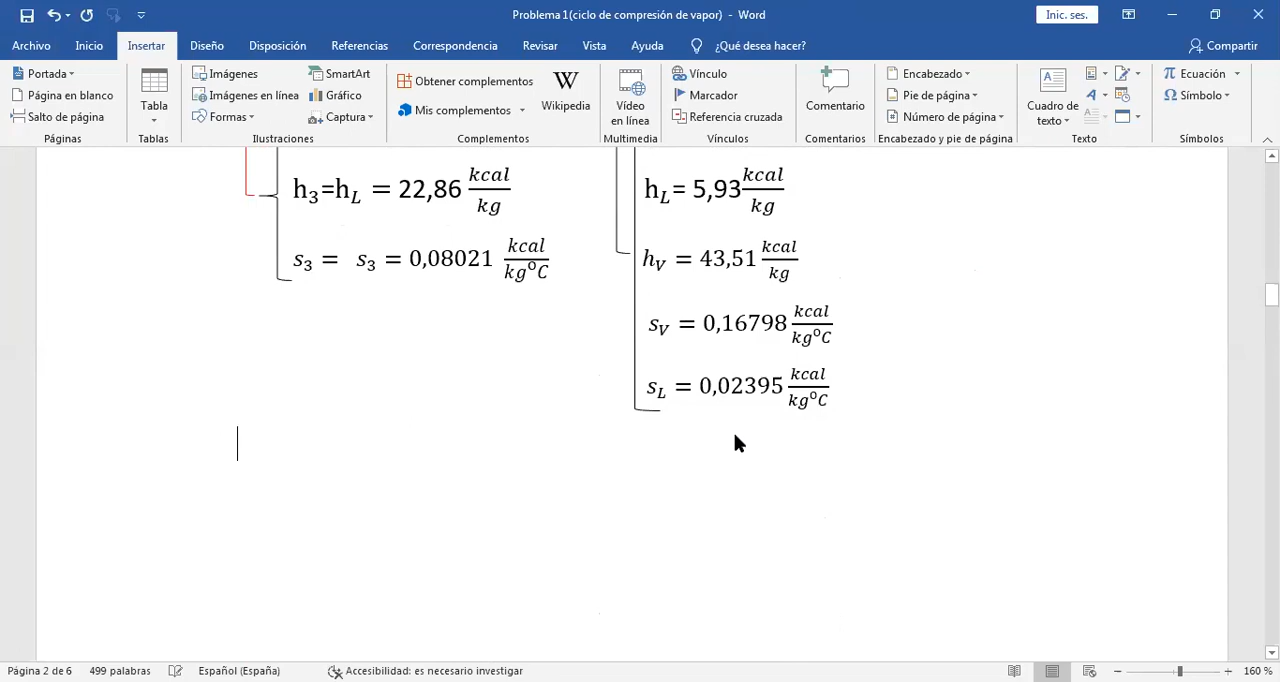 Problema 1(ciclo de compresión de vapor) - Word
Inic. ses.
Archivo Inicio Insertar Diseño Disposición Referencias Correspondencia Revisar Vista Ayuda ¿Qué desea hacer? Compartir
Portada
Página en blanco
Salto de página
Páginas
Tabla
Tablas
Imágenes
Imágenes en línea
Formas
SmartArt
Gráfico
Captura
Ilustraciones
Obtener complementos
Mis complementos
Wikipedia
Complementos
Vídeo en línea
Multimedia
Vínculo
Marcador
Referencia cruzada
Vínculos
Comentario
Comentarios
Encabezado
Pie de página
Número de página
Encabezado y pie de página
Cuadro de texto
Texto
Ecuación
Símbolo
Símbolos
h₃=h_L = 22,86 kcal/kg
s₃ = s₃ = 0,08021 kcal/kg°C
h_L= 5,93 kcal/kg
h_V = 43,51 kcal/kg
s_V = 0,16798 kcal/kg°C
s_L = 0,02395 kcal/kg°C
Página 2 de 6 499 palabras Español (España) Accesibilidad: es necesario investigar 160 %